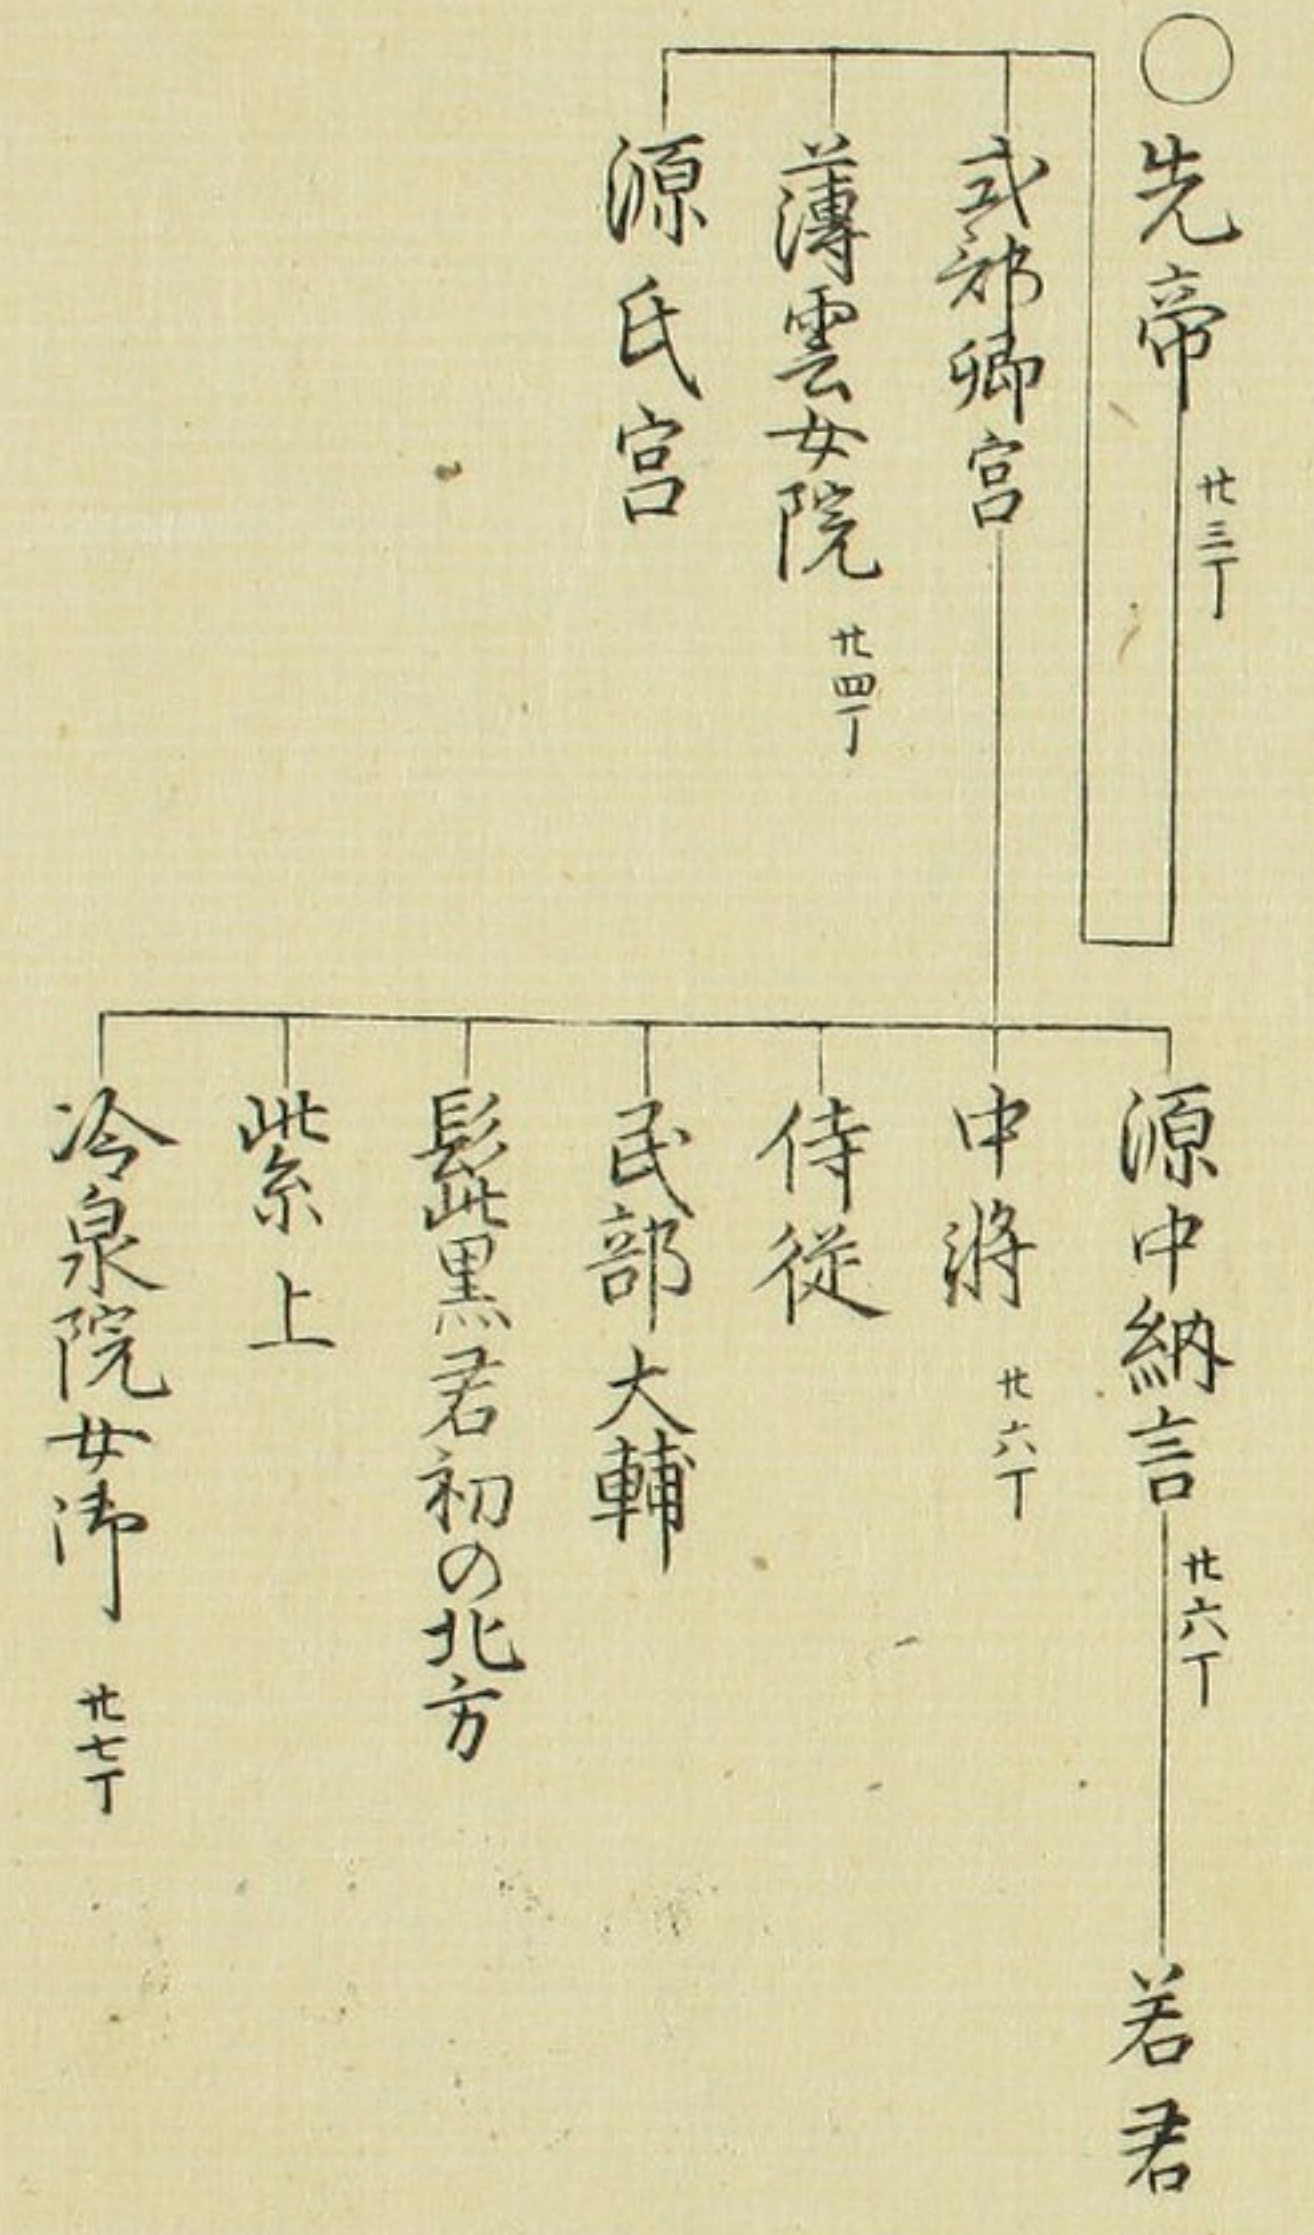 ○先帝 廿三丁
式部卿宮
薄雲女院 廿四丁
源氏宮
源中納言 廿六丁
若君
中將 廿六丁
侍従
民部大輔
髭黒君初の北方
紫上
冷泉院女御 廿七丁